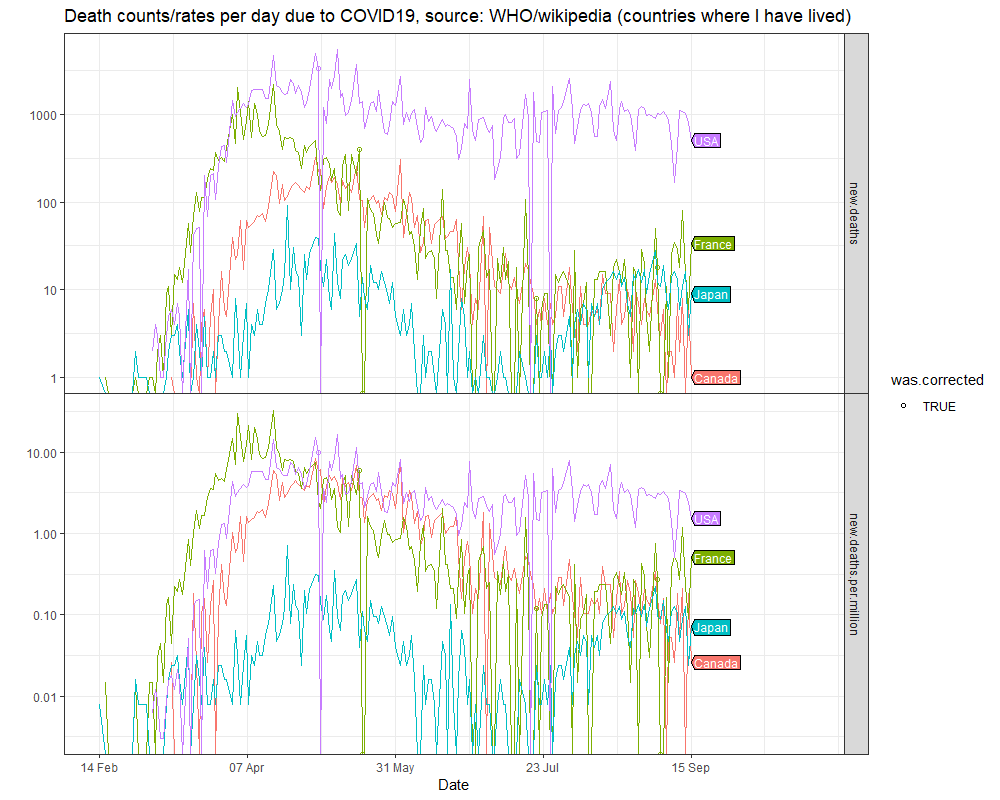 Death counts/rates per day due to COVID19, source: WHO/wikipedia (countries where I have lived)
1000
100
10
1
USA
France
Japan
Canada
new.deaths
10.00
1.00
0.10
0.01
USA
France
Japan
Canada
new.deaths.per.million
14 Feb
07 Apr
31 May
23 Jul
15 Sep
Date
was.corrected
TRUE